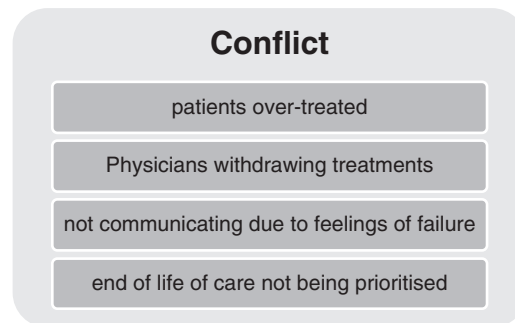 Conflict
patients over-treated
Physicians withdrawing treatments
not communicating due to feelings of failure
end of life of care not being prioritised